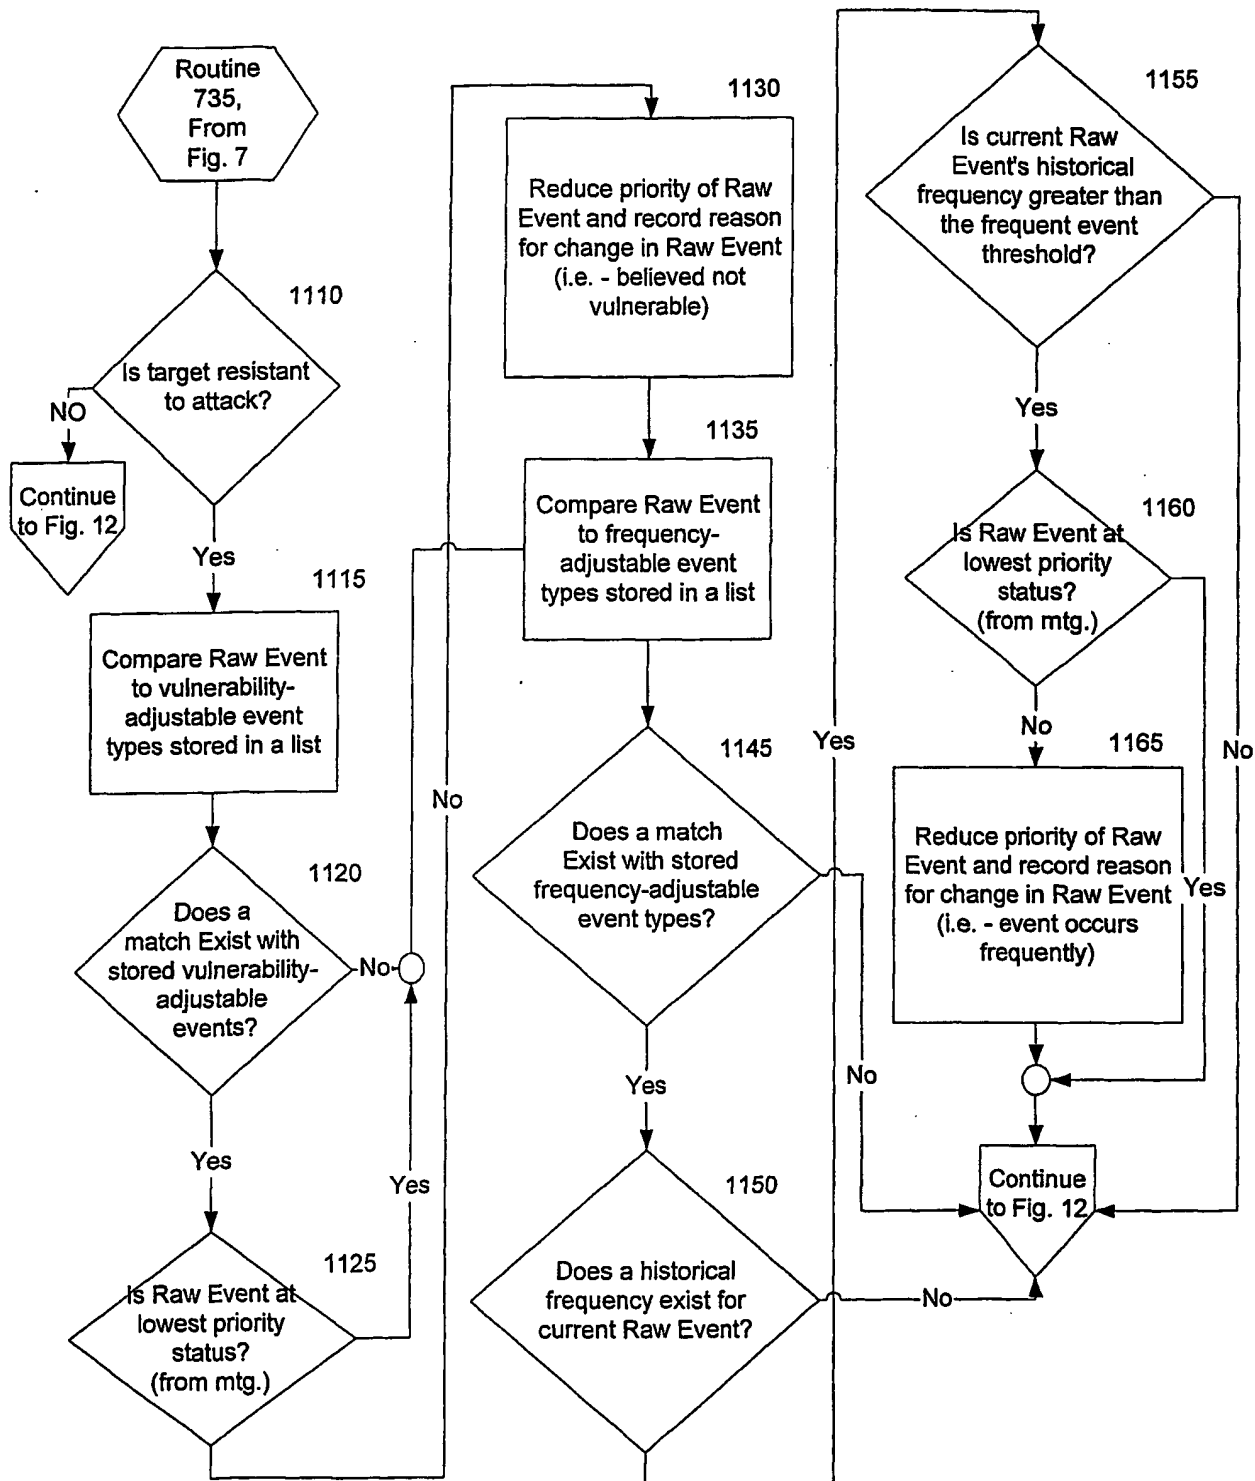 Routine
735,
From
Fig. 7
1110
Is target resistant
to attack?
NO
Continue
to Fig. 12
Yes
1115
Compare Raw Event
to vulnerability-
adjustable event
types stored in a list
1120
Does a
match Exist with
stored vulnerability-
adjustable
events?
No
Yes
Yes
1125
Is Raw Event at
lowest priority
status?
(from mtg.)
No
1130
Reduce priority of Raw
Event and record reason
for change in Raw Event
(i.e. - believed not
vulnerable)
1135
Compare Raw Event
to frequency-
adjustable event
types stored in a list
1145
Does a match
Exist with stored
frequency-adjustable
event types?
No
Yes
1150
Does a historical
frequency exist for
current Raw Event?
No
Yes
1155
Is current Raw
Event's historical
frequency greater than
the frequent event
threshold?
Yes
No
1160
Is Raw Event at
lowest priority
status?
(from mtg.)
No
Yes
1165
Reduce priority of Raw
Event and record reason
for change in Raw Event
(i.e. - event occurs
frequently)
Continue
to Fig. 12